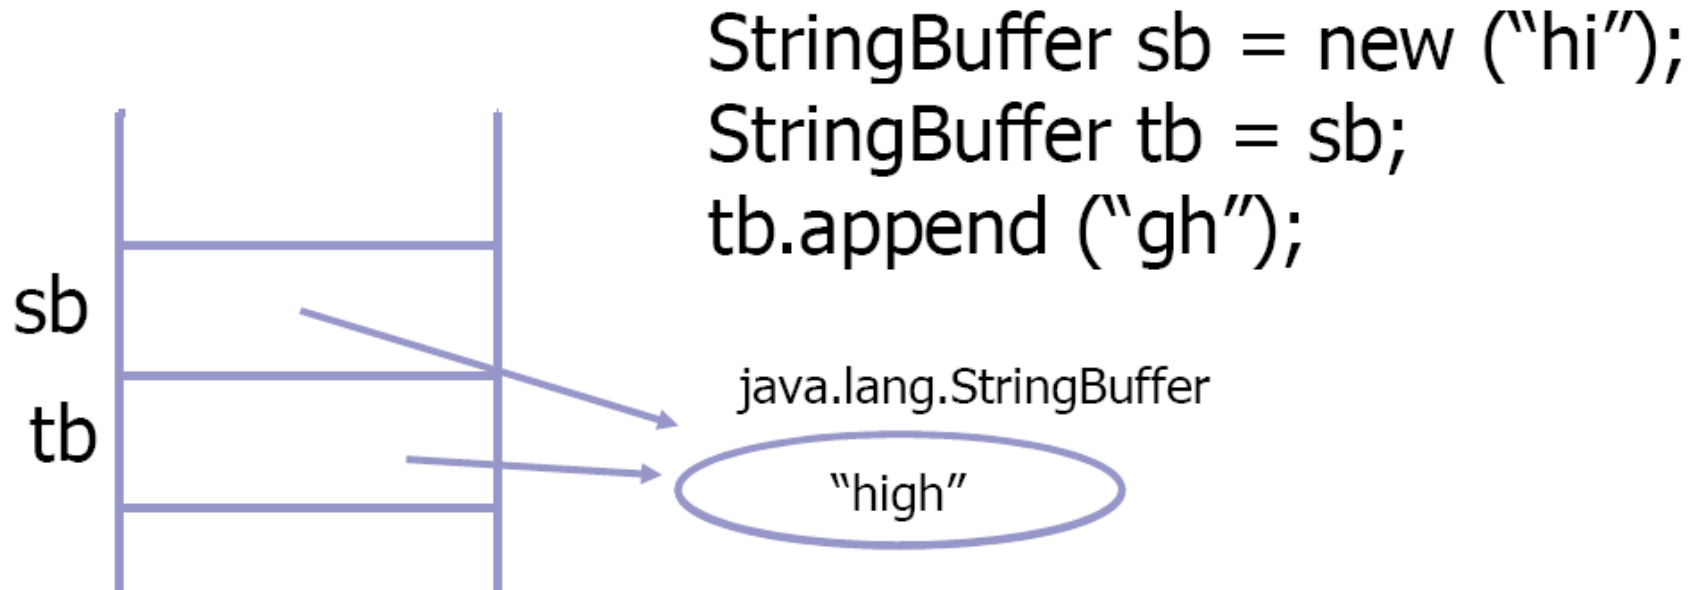 StringBuffer sb = new (“hi”);
StringBuffer tb = sb;
tb.append (“gh”);
sb
java.lang.StringBuffer
tb
“high”